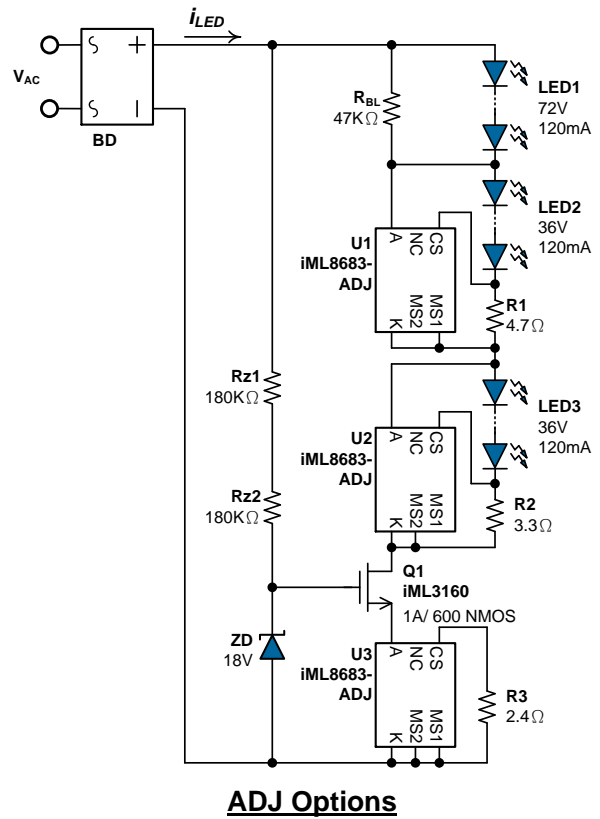 iLED
VAC
BD
RBL
47KΩ
LED1
72V
120mA
LED2
36V
120mA
U1
iML8683-
ADJ
A
NC
CS
K
MS2
MS1
R1
4.7Ω
Rz1
180KΩ
LED3
36V
120mA
U2
iML8683-
ADJ
A
NC
CS
K
MS2
MS1
Rz2
180KΩ
R2
3.3Ω
Q1
iML3160
1A/ 600 NMOS
ZD
18V
U3
iML8683-
ADJ
A
NC
CS
K
MS2
MS1
R3
2.4Ω
ADJ Options